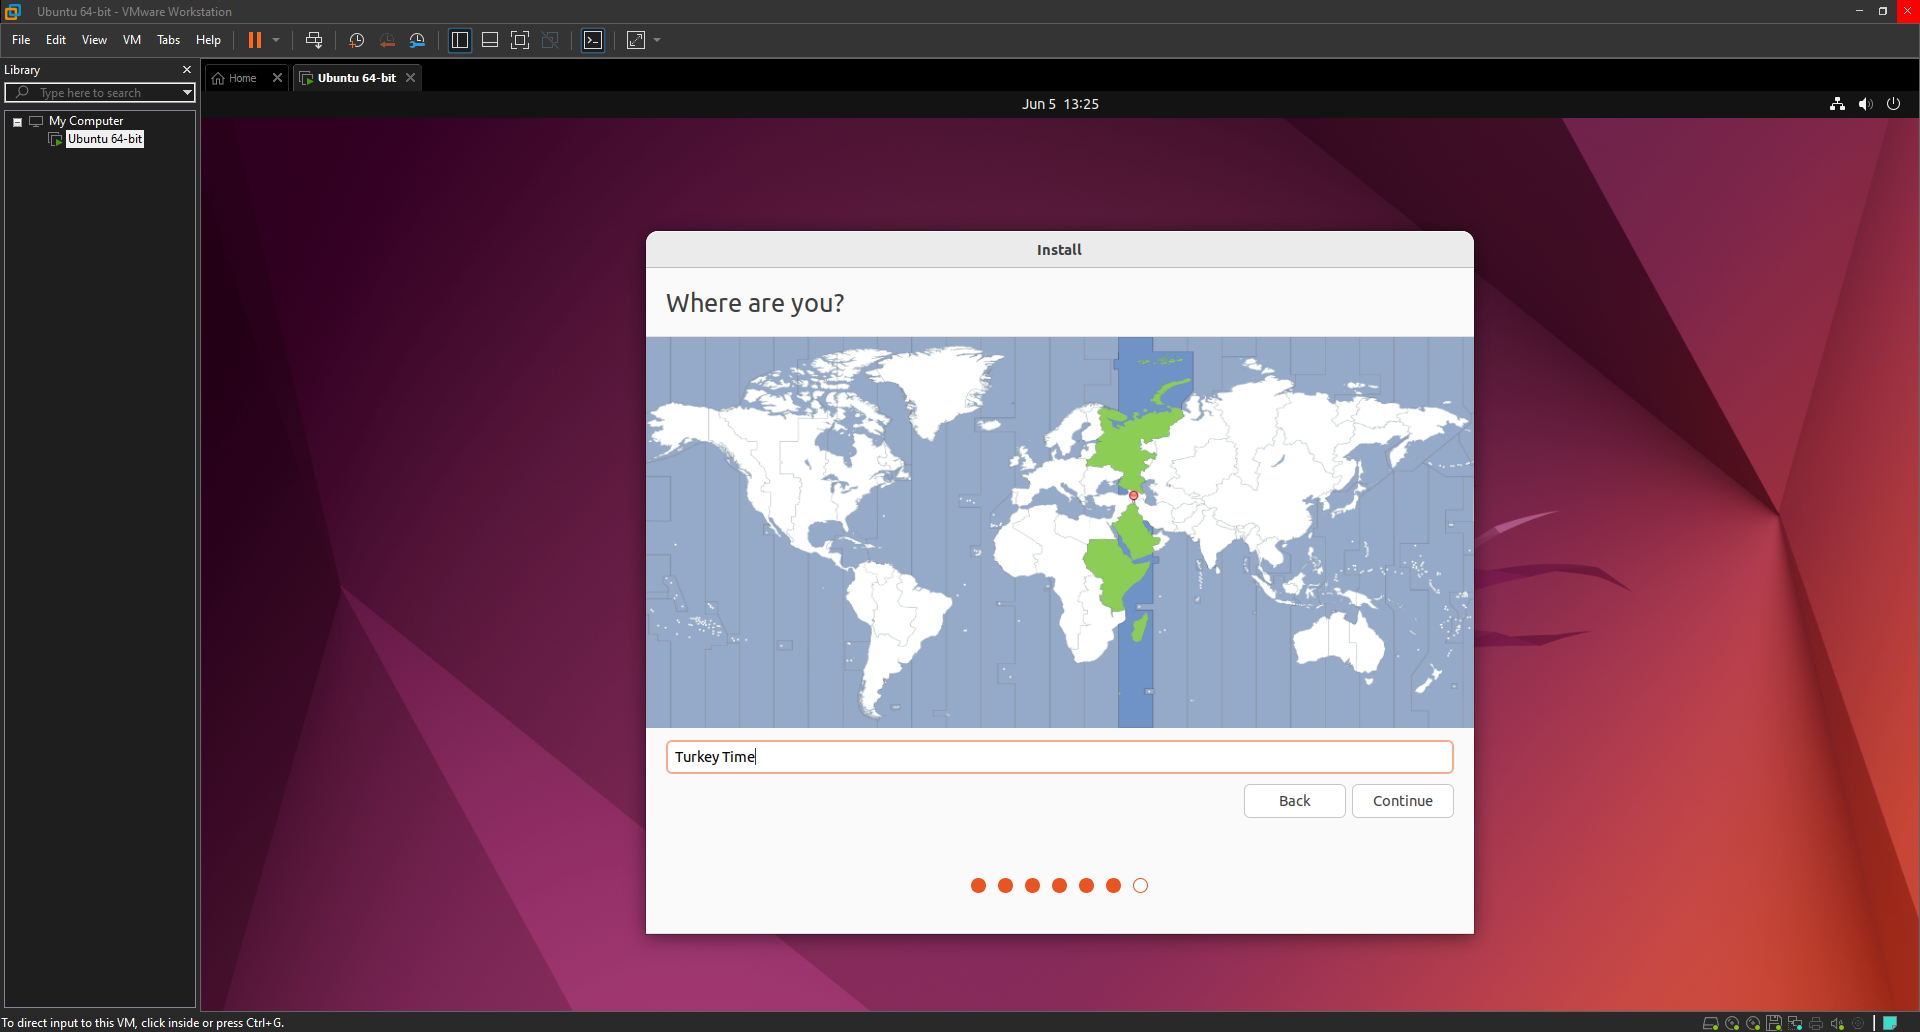 Ubuntu 64-bit - VMware Workstation
File Edit View VM Tabs Help
Library
Home Ubuntu 64-bit
Type here to search
Jun 5 13:25
My Computer
Ubuntu 64-bit
Install
Where are you?
Turkey Time
Back Continue
To direct input to this VM, click inside or press Ctrl+G.